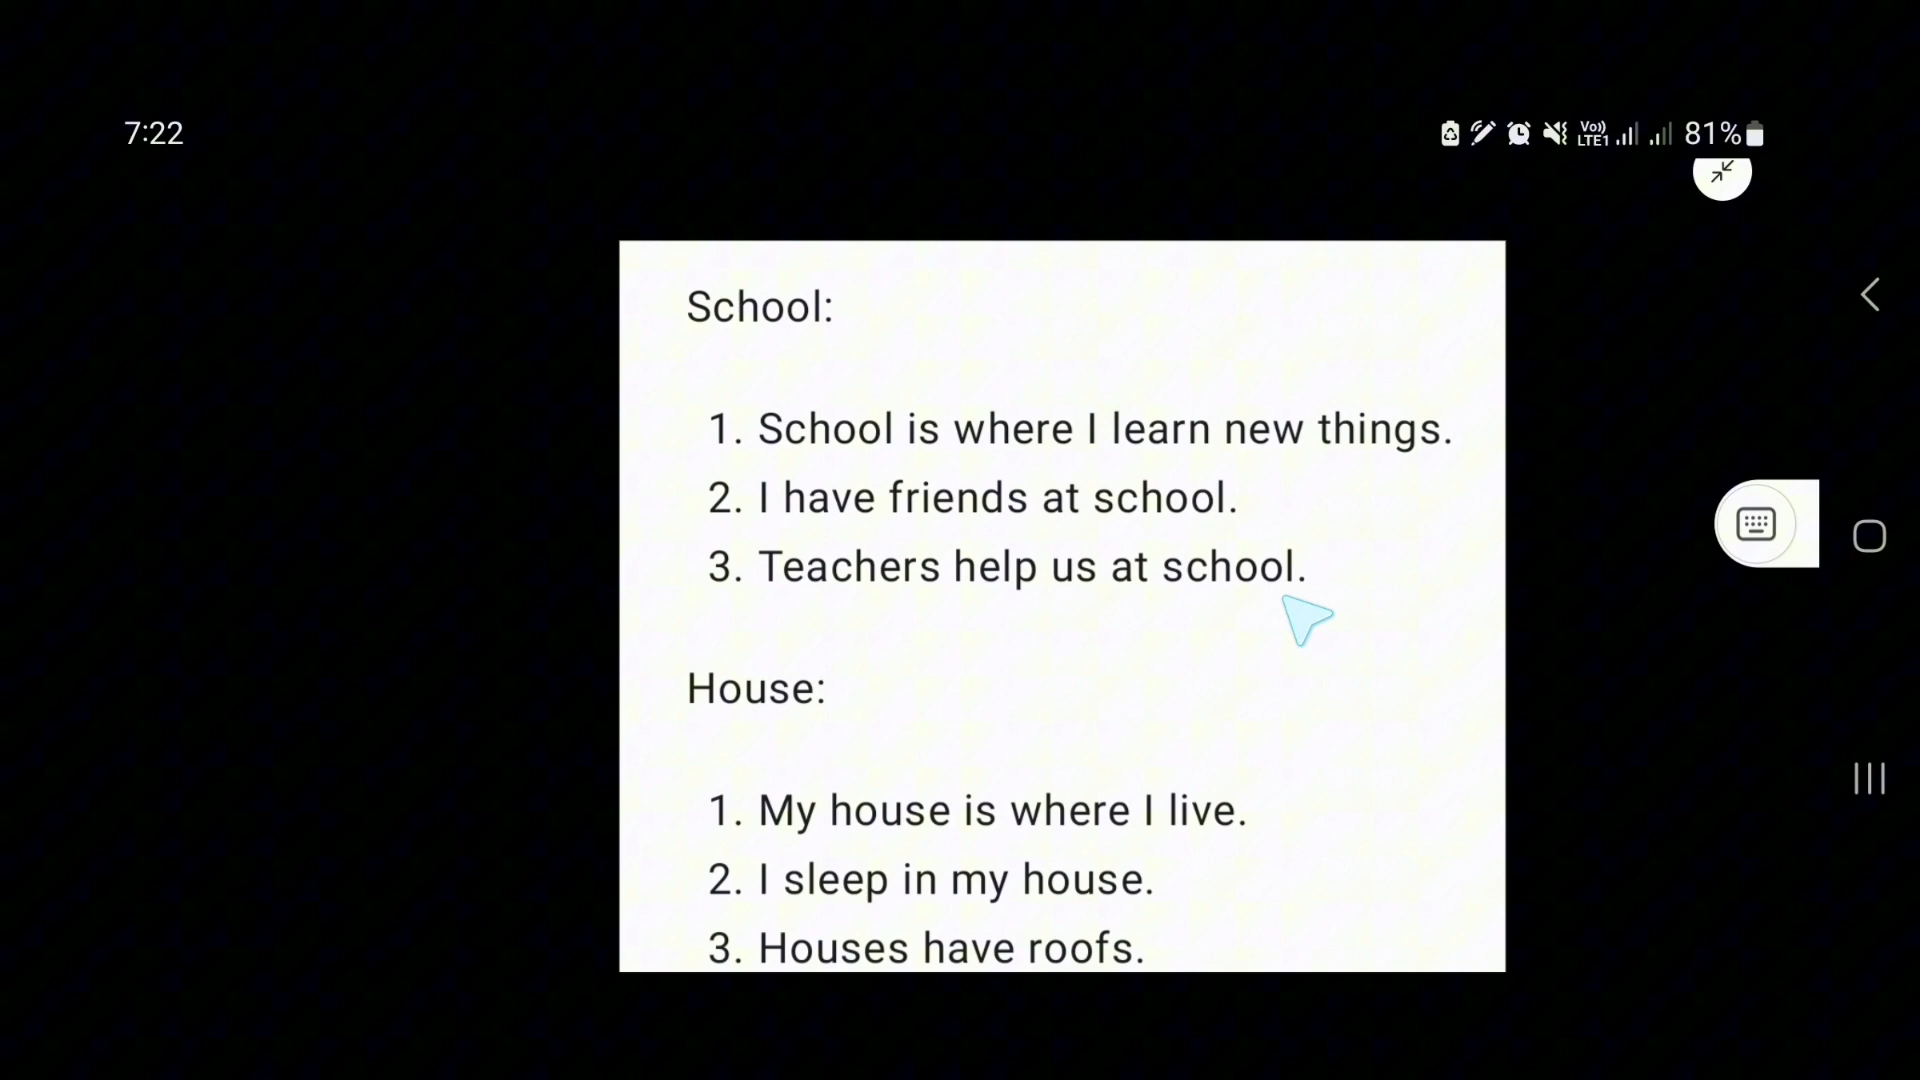 7:22
Vo)) LTE1 81%
School:
1. School is where I learn new things.
2. I have friends at school.
3. Teachers help us at school.
House:
1. My house is where I live.
2. I sleep in my house.
3. Houses have roofs.